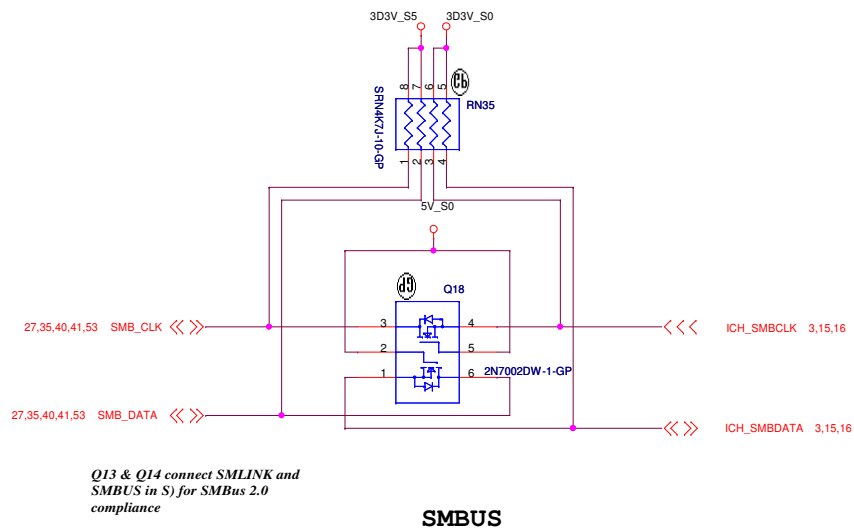 3D3V_S5 3D3V_S0
8 7 6 5
RN35
SRN4K7J-10-GP
1 2 3 4
5V_S0
Q18
27,35,40,41,53 SMB_CLK
3 4
ICH_SMBCLK 3,15,16
2 5
1 6
2N7002DW-1-GP
27,35,40,41,53 SMB_DATA
ICH_SMBDATA 3,15,16
Q13 & Q14 connect SMLINK and
SMBUS in S) for SMBus 2.0
compliance
SMBUS